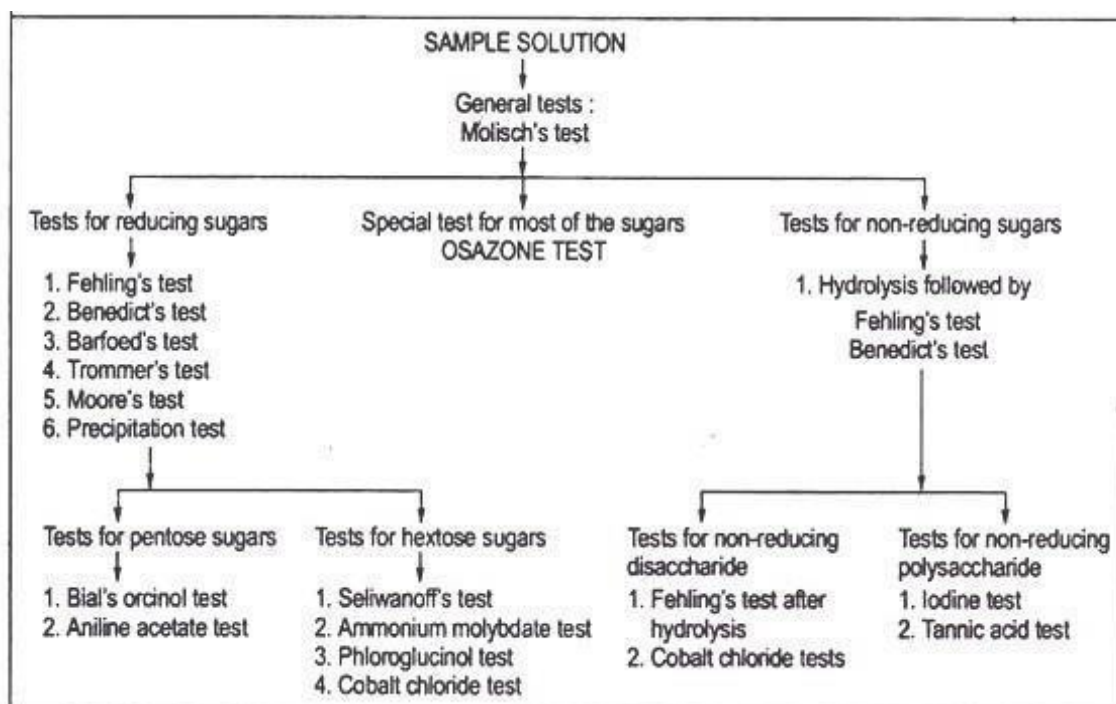 SAMPLE SOLUTION
General tests :
Molisch's test
Tests for reducing sugars
1. Fehling's test
2. Benedict's test
3. Barfoed's test
4. Trommer's test
5. Moore's test
6. Precipitation test
Special test for most of the sugars
OSAZONE TEST
Tests for non-reducing sugars
1. Hydrolysis followed by
Fehling's test
Benedict's test
Tests for pentose sugars
1. Bial's orcinol test
2. Aniline acetate test
Tests for hextose sugars
1. Seliwanoff's test
2. Ammonium molybdate test
3. Phloroglucinol test
4. Cobalt chloride test
Tests for non-reducing
disaccharide
1. Fehling's test after
hydrolysis
2. Cobalt chloride tests
Tests for non-reducing
polysaccharide
1. Iodine test
2. Tannic acid test